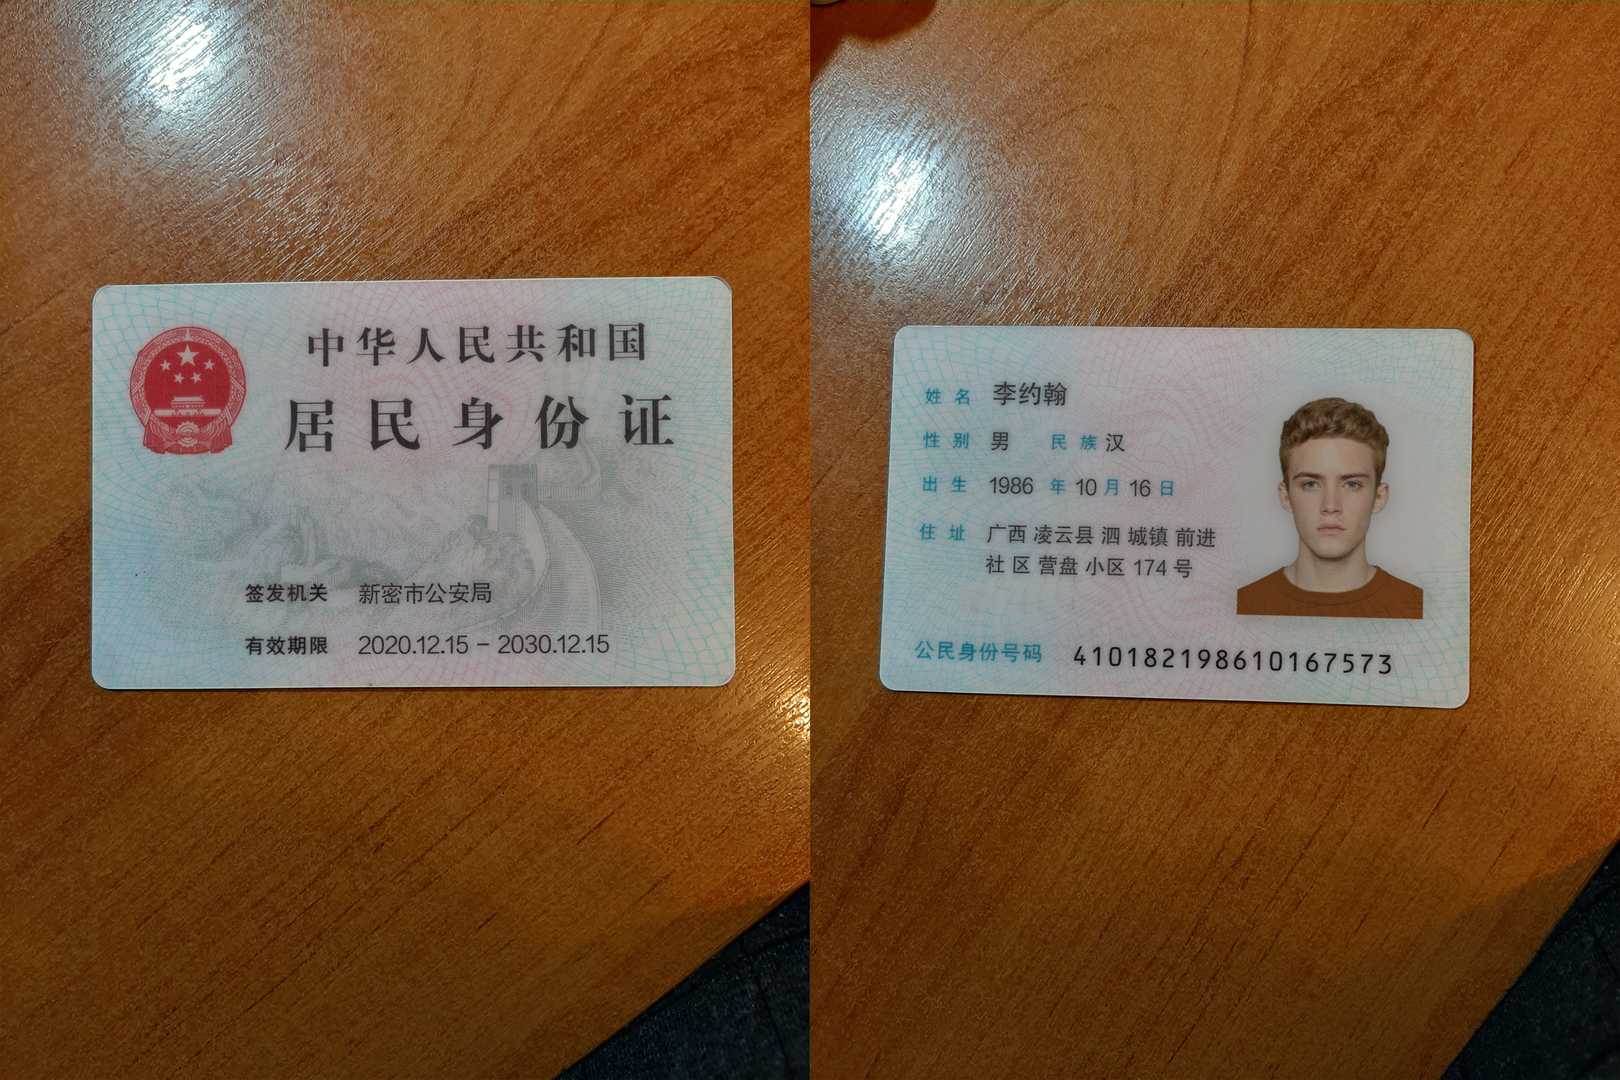 中华人民共和国
居民身份证
签发机关 新密市公安局
有效期限 2020.12.15 - 2030.12.15
姓名 李约翰
性别 男 民族 汉
出生 1986 年 10 月 16 日
住址 广西 凌云县 泗 城镇 前进
社 区 营盘 小区 174 号
公民身份号码 410182198610167573